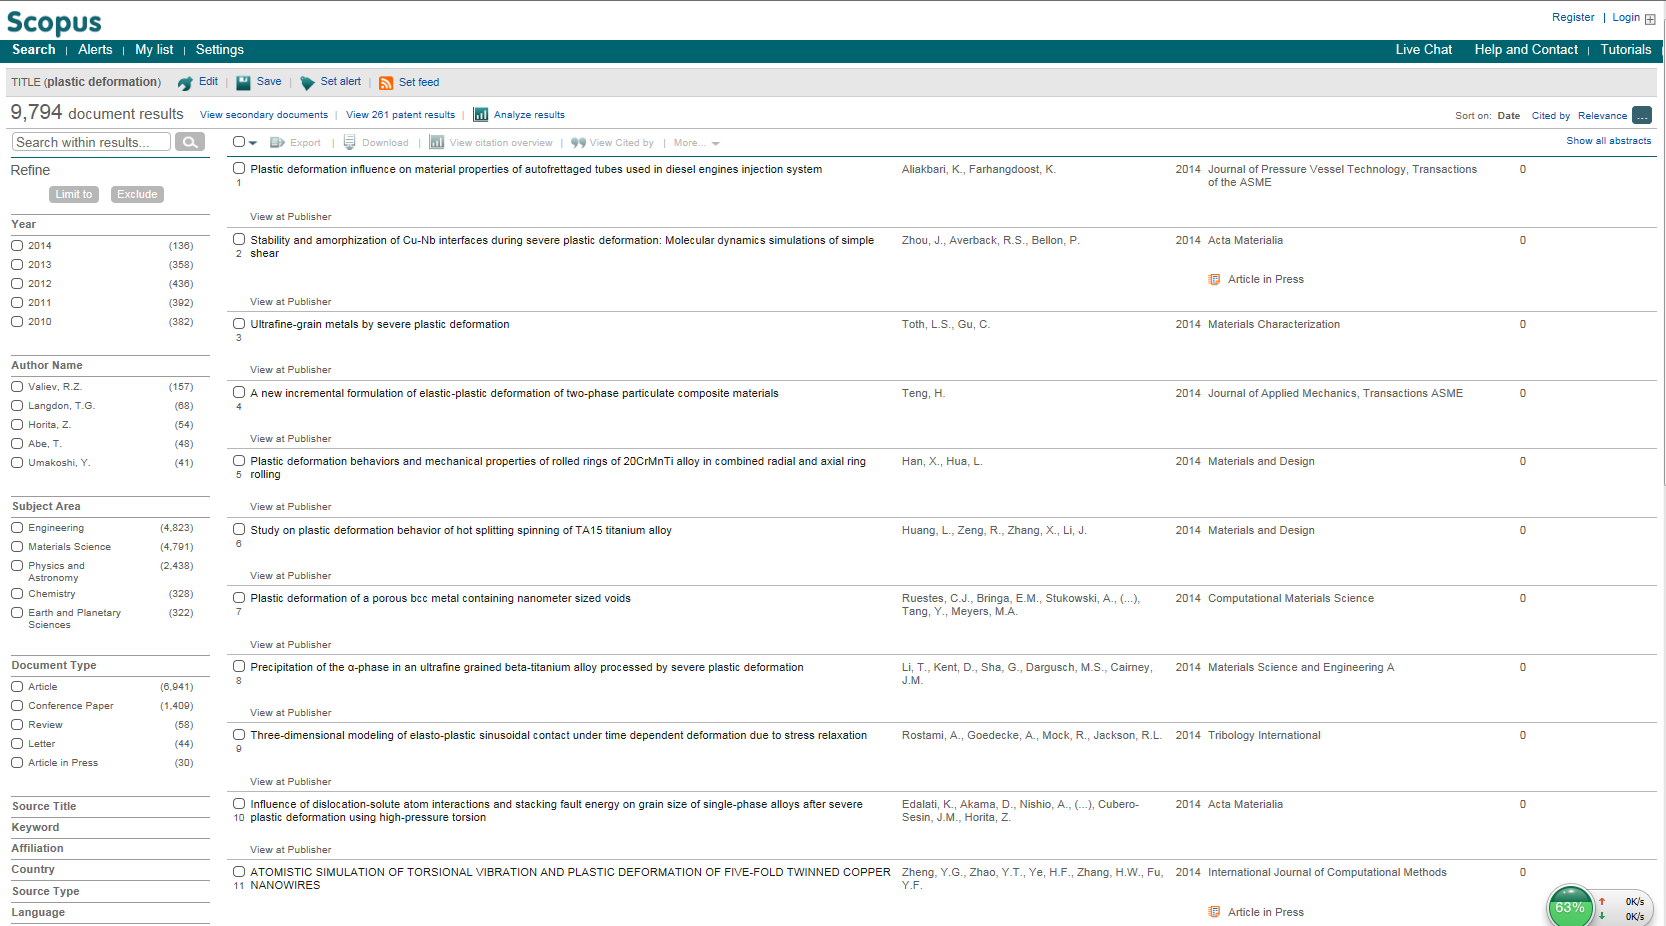 Scopus
Register | Login
Search | Alerts | My list | Settings
Live Chat Help and Contact | Tutorials
TITLE (plastic deformation) Edit | Save | Set alert | Set feed
9,794 document results View secondary documents | View 261 patent results | Analyze results
Sort on: Date Cited by Relevance ...
Search within results...
Export | Download | View citation overview | View Cited by | More...
Show all abstracts
Refine
Limit to Exclude
Year
2014 (136)
2013 (358)
2012 (436)
2011 (392)
2010 (382)
Author Name
Valiev, R.Z. (157)
Langdon, T.G. (68)
Horita, Z. (54)
Abe, T. (48)
Umakoshi, Y. (41)
Subject Area
Engineering (4,823)
Materials Science (4,791)
Physics and (2,438)
Astronomy
Chemistry (328)
Earth and Planetary (322)
Sciences
Document Type
Article (6,941)
Conference Paper (1,409)
Review (58)
Letter (44)
Article in Press (30)
Source Title
Keyword
Affiliation
Country
Source Type
Language
Plastic deformation influence on material properties of autofrettaged tubes used in diesel engines injection system Aliakbari, K., Farhangdoost, K. 2014 Journal of Pressure Vessel Technology, Transactions 0
1 of the ASME
View at Publisher
Stability and amorphization of Cu-Nb interfaces during severe plastic deformation: Molecular dynamics simulations of simple Zhou, J., Averback, R.S., Bellon, P. 2014 Acta Materialia 0
2 shear
Article in Press
View at Publisher
Ultrafine-grain metals by severe plastic deformation Toth, L.S., Gu, C. 2014 Materials Characterization 0
3
View at Publisher
A new incremental formulation of elastic-plastic deformation of two-phase particulate composite materials Teng, H. 2014 Journal of Applied Mechanics, Transactions ASME 0
4
View at Publisher
Plastic deformation behaviors and mechanical properties of rolled rings of 20CrMnTi alloy in combined radial and axial ring Han, X., Hua, L. 2014 Materials and Design 0
5 rolling
View at Publisher
Study on plastic deformation behavior of hot splitting spinning of TA15 titanium alloy Huang, L., Zeng, R., Zhang, X., Li, J. 2014 Materials and Design 0
6
View at Publisher
Plastic deformation of a porous bcc metal containing nanometer sized voids Ruestes, C.J., Bringa, E.M., Stukowski, A., (...), 2014 Computational Materials Science 0
7 Tang, Y., Meyers, M.A.
View at Publisher
Precipitation of the α-phase in an ultrafine grained beta-titanium alloy processed by severe plastic deformation Li, T., Kent, D., Sha, G., Dargusch, M.S., Cairney, 2014 Materials Science and Engineering A 0
8 J.M.
View at Publisher
Three-dimensional modeling of elasto-plastic sinusoidal contact under time dependent deformation due to stress relaxation Rostami, A., Goedecke, A., Mock, R., Jackson, R.L. 2014 Tribology International 0
9
View at Publisher
Influence of dislocation-solute atom interactions and stacking fault energy on grain size of single-phase alloys after severe Edalati, K., Akama, D., Nishio, A., (...), Cubero- 2014 Acta Materialia 0
10 plastic deformation using high-pressure torsion Sesin, J.M., Horita, Z.
View at Publisher
ATOMISTIC SIMULATION OF TORSIONAL VIBRATION AND PLASTIC DEFORMATION OF FIVE-FOLD TWINNED COPPER Zheng, Y.G., Zhao, Y.T., Ye, H.F., Zhang, H.W., Fu, 2014 International Journal of Computational Methods 0
11 NANOWIRES Y.F.
Article in Press
63% 0K/s
0K/s